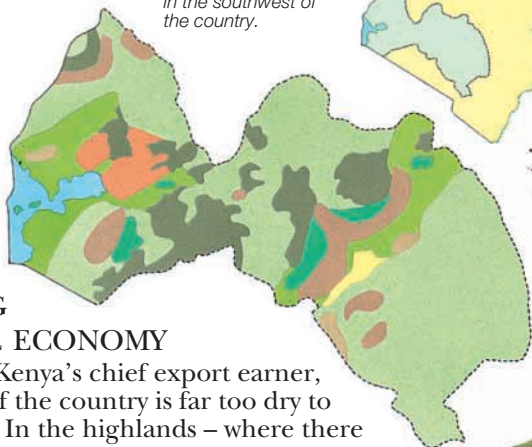 in the southwest of
the country.
G
ECONOMY
Kenya's chief export earner,
f the country is far too dry to
In the highlands – where there